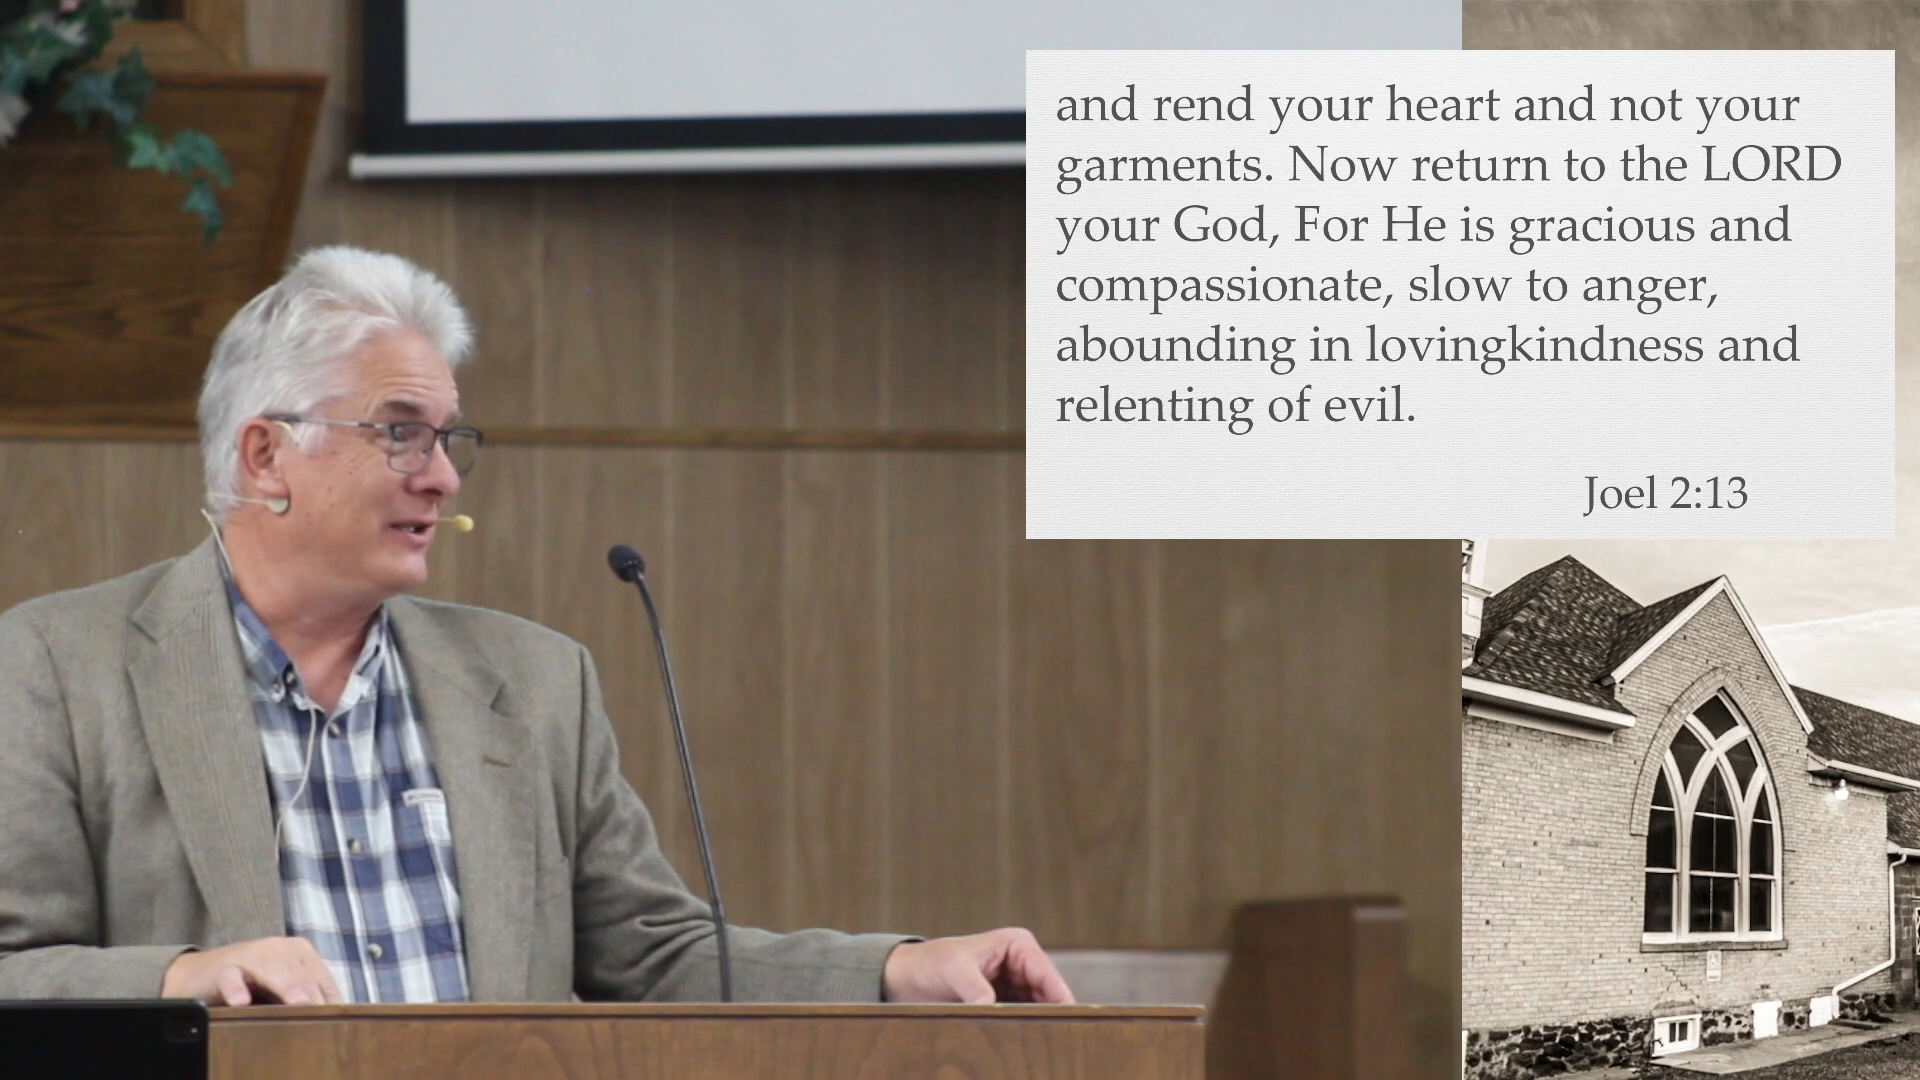 and rend your heart and not your
garments. Now return to the LORD
your God, For He is gracious and
compassionate, slow to anger,
abounding in lovingkindness and
relenting of evil.
Joel 2:13